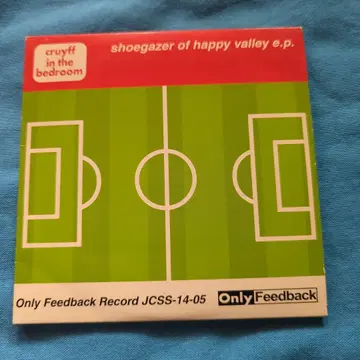 cruyff
in the
bedroom
shoegazer of happy valley e.p.
Only Feedback Record JCSS-14-05
Only Feedback